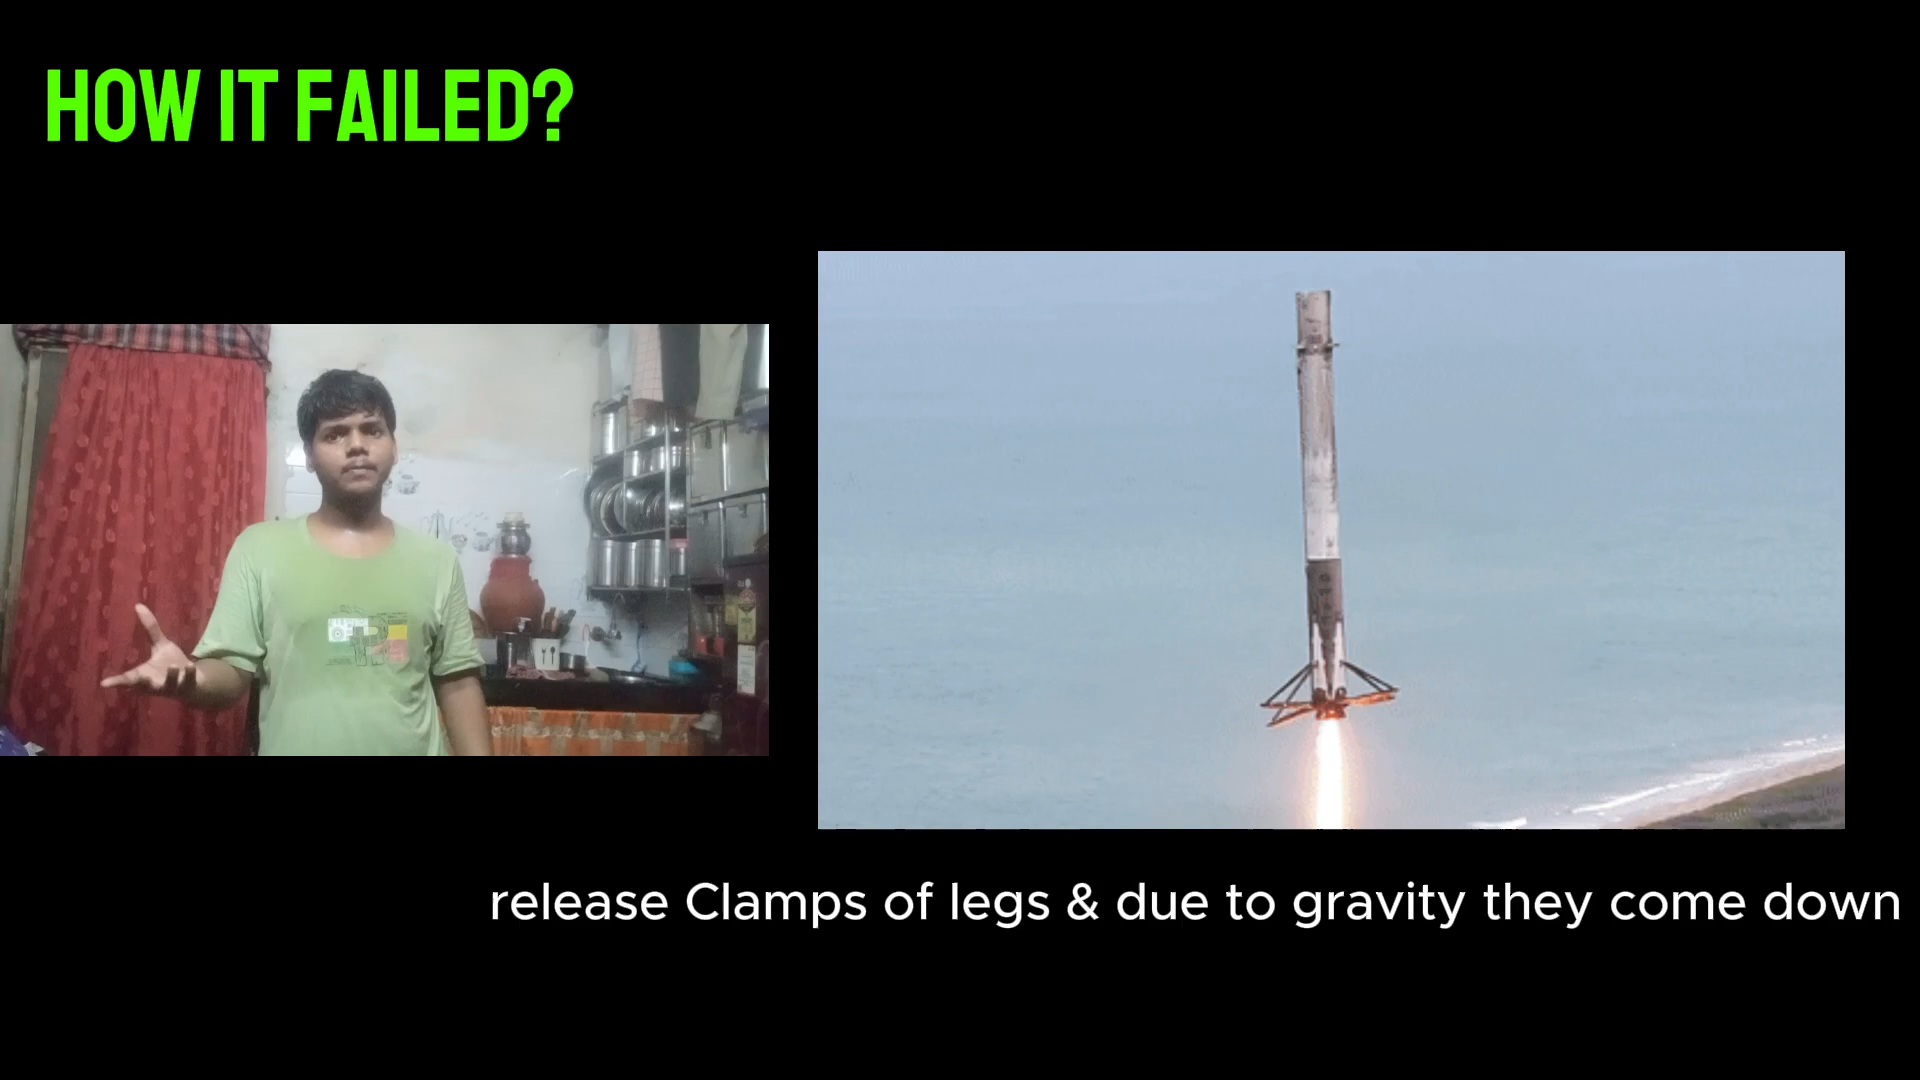 HOW IT FAILED?
release Clamps of legs & due to gravity they come down